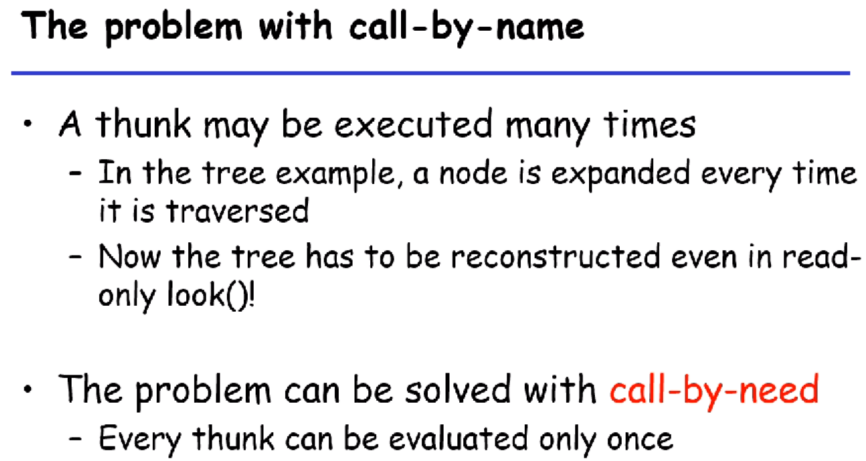 The problem with call-by-name
• A thunk may be executed many times
- In the tree example, a node is expanded every time
it is traversed
- Now the tree has to be reconstructed even in read-
only look()!
• The problem can be solved with call-by-need
- Every thunk can be evaluated only once